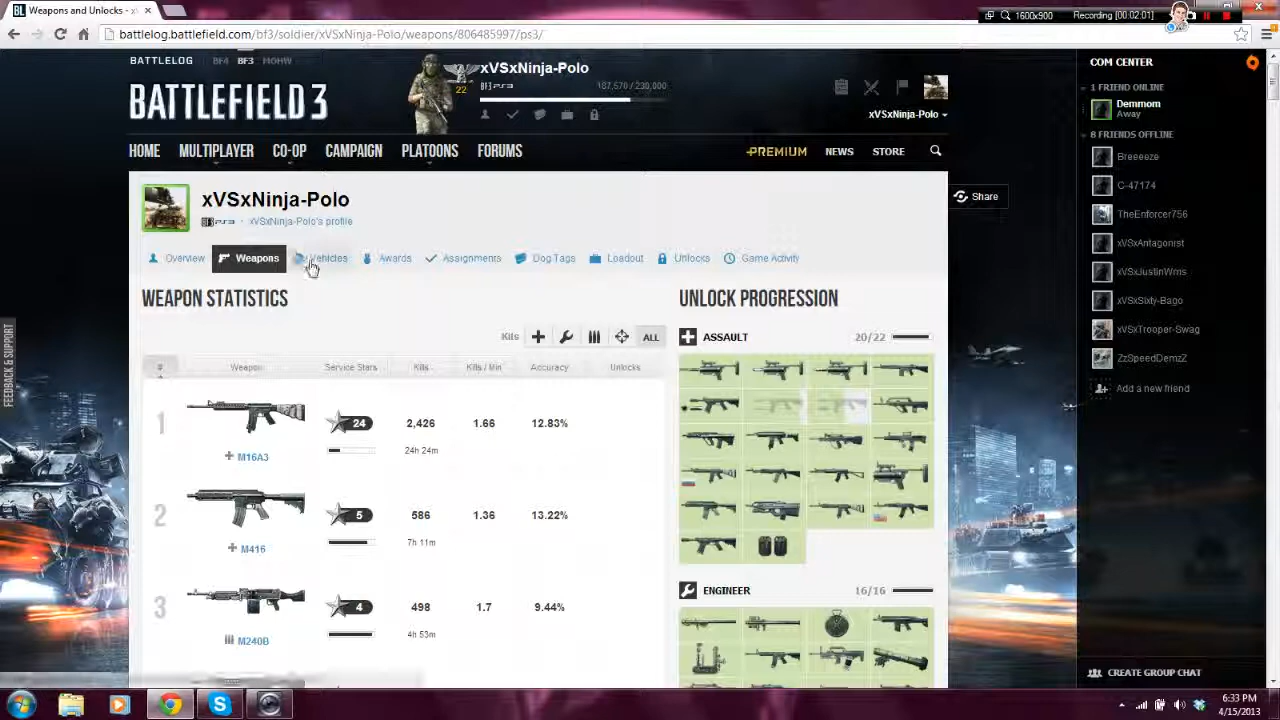 Weapons and Unlocks - xV
1600x900
Recording [00:02:01]
battlelog.battlefield.com/bf3/soldier/xVSxNinja-Polo/weapons/806485997/ps3/
BATTLELOG BF4 BF3 MOHW
BATTLEFIELD 3
22
xVSxNinja-Polo
BF3 PS3
187,570 / 230,000
xVSxNinja-Polo
HOME MULTIPLAYER CO-OP CAMPAIGN PLATOONS FORUMS
PREMIUM NEWS STORE
xVSxNinja-Polo
xVSxNinja-Polo's profile
Share
Overview Weapons Vehicles Awards Assignments Dog Tags Loadout Unlocks Game Activity
WEAPON STATISTICS
Kills ALL
# Weapon Service Stars Kills Kills / Min Accuracy Unlocks
1 24 2,426 1.66 12.83%
M16A3 24h 24m
2 5 586 1.36 13.22%
M416 7h 11m
3 4 498 1.7 9.44%
M240B 4h 53m
UNLOCK PROGRESSION
ASSAULT 20/22
ENGINEER 16/16
COM CENTER
1 FRIEND ONLINE
Demmom
Away
8 FRIENDS OFFLINE
Breeeeze
C-47174
TheEnforcer756
xVSxAntagonist
xVSxJustinWms
xVSxSixty-Bago
xVSxTrooper-Swag
ZzSpeedDemzZ
Add a new friend
CREATE GROUP CHAT
FEEDBACK & SUPPORT
6:33 PM
4/15/2013